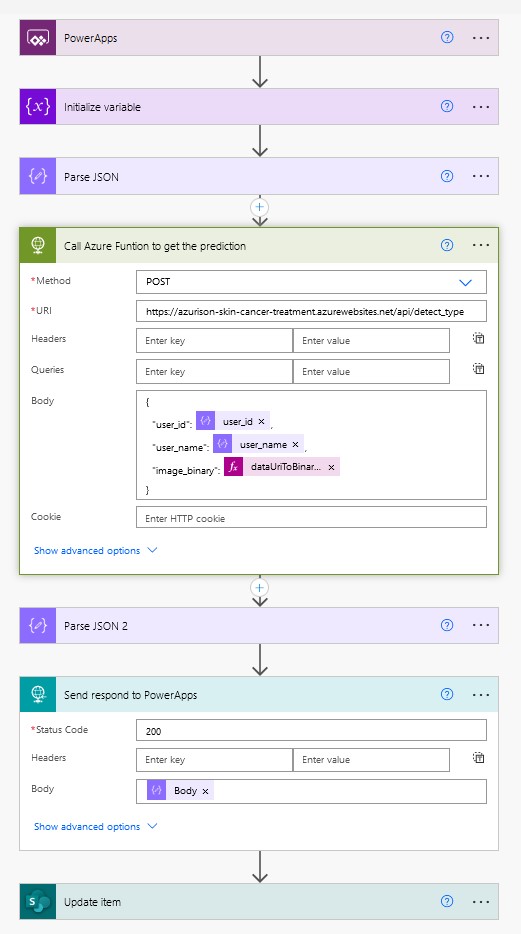 PowerApps
{x} Initialize variable
Parse JSON
Call Azure Funtion to get the prediction
*Method POST
*URI https://azurison-skin-cancer-treatment.azurewebsites.net/api/detect_type
Headers Enter key Enter value
Queries Enter key Enter value
Body {
"user_id": user_id ×,
"user_name": user_name ×,
"image_binary": fx dataUriToBinar... ×
}
Cookie Enter HTTP cookie
Show advanced options
Parse JSON 2
Send respond to PowerApps
*Status Code 200
Headers Enter key Enter value
Body Body ×
Show advanced options
Update item